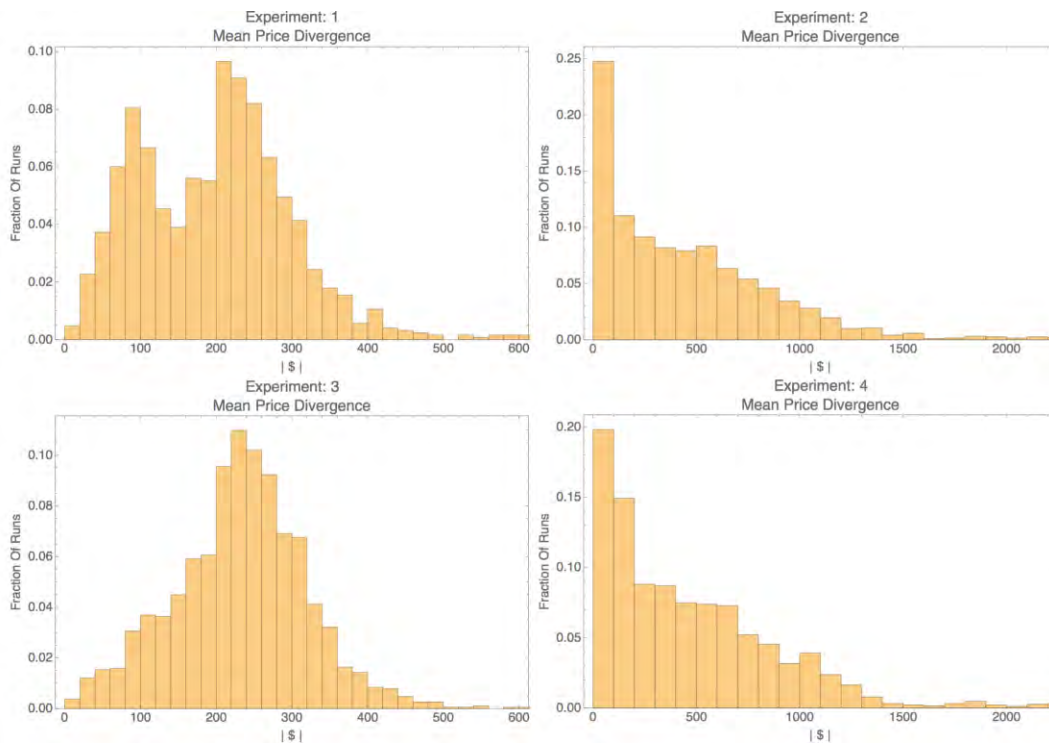 Experiment: 1
Mean Price Divergence
0.10
0.08
0.06
0.04
0.02
0.00
Fraction Of Runs
0 100 200 300 400 500 600
| $ |
Experiment: 2
Mean Price Divergence
0.25
0.20
0.15
0.10
0.05
0.00
Fraction Of Runs
0 500 1000 1500 2000
| $ |
Experiment: 3
Mean Price Divergence
0.10
0.08
0.06
0.04
0.02
0.00
Fraction Of Runs
0 100 200 300 400 500 600
| $ |
Experiment: 4
Mean Price Divergence
0.20
0.15
0.10
0.05
0.00
Fraction Of Runs
0 500 1000 1500 2000
| $ |